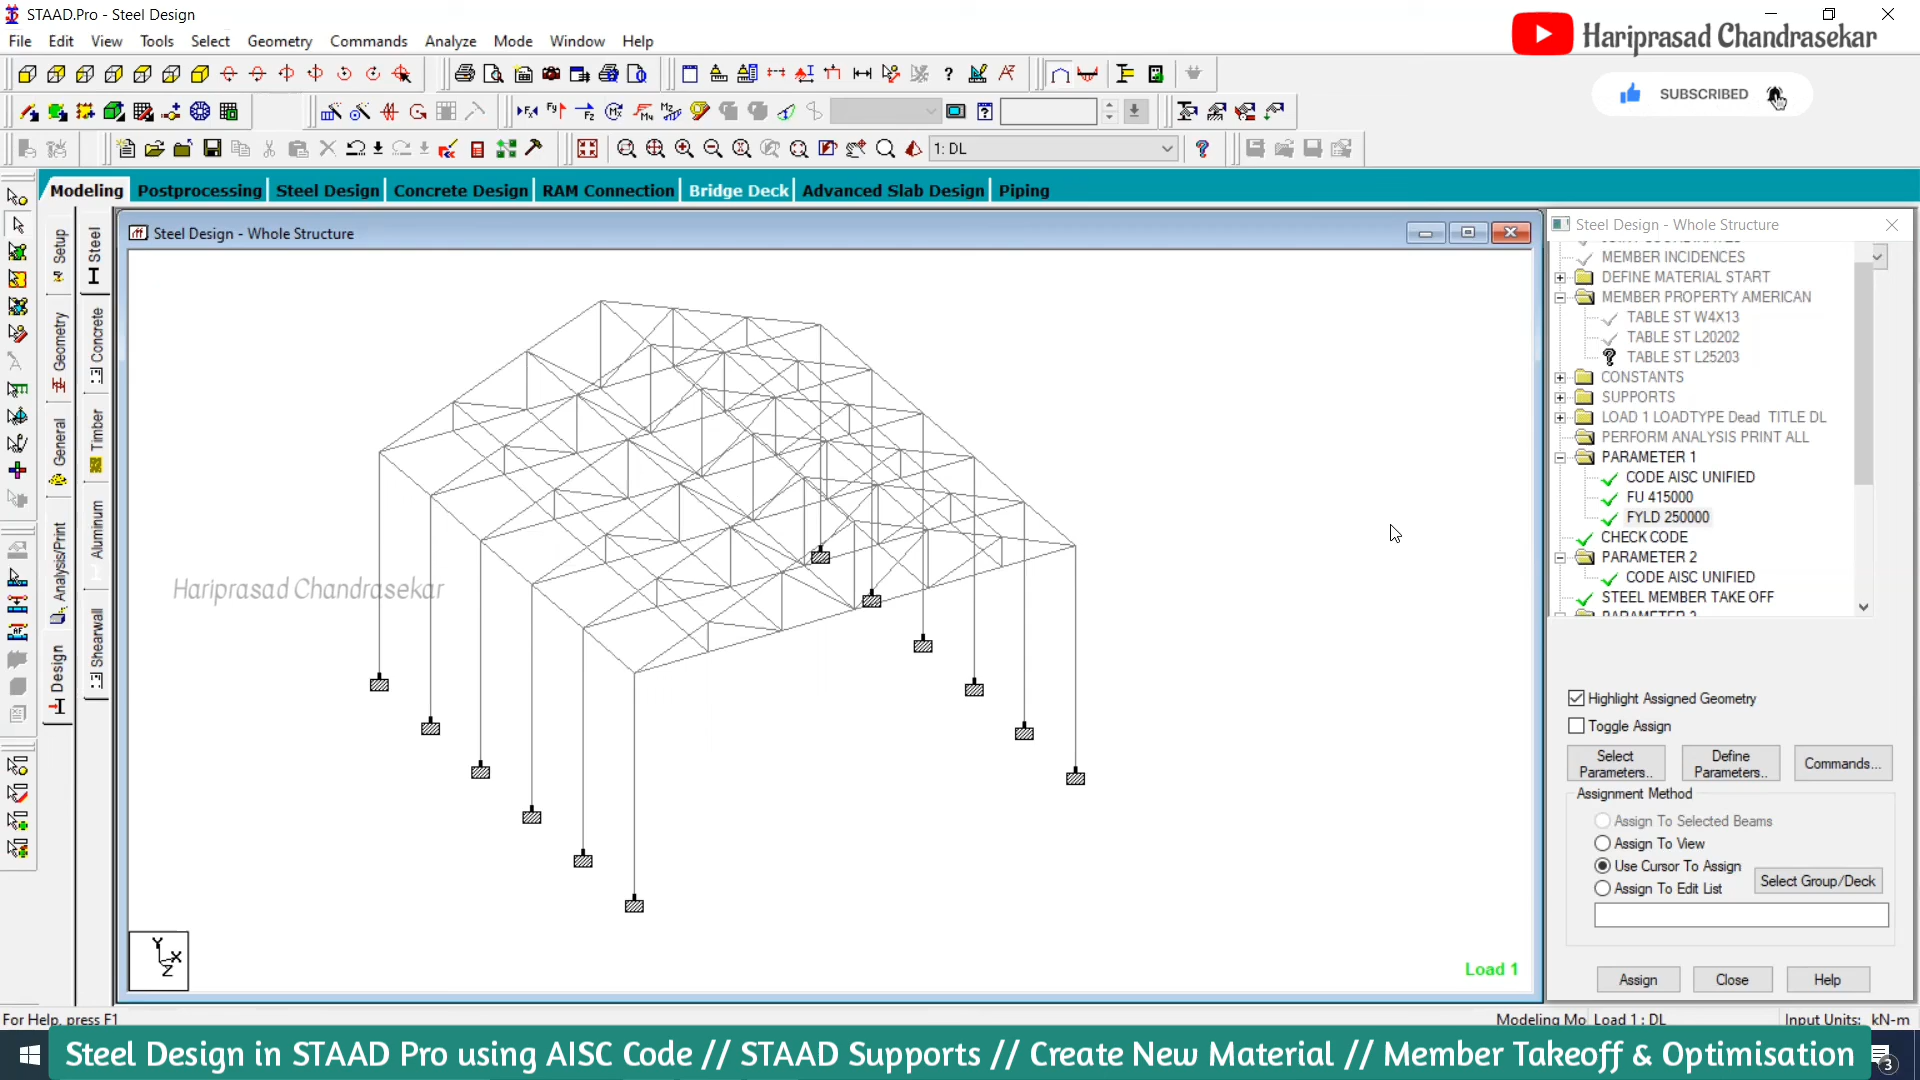 STAAD.Pro - Steel Design
File Edit View Tools Select Geometry Commands Analyze Mode Window Help
Hariprasad Chandrasekar
SUBSCRIBED
1: DL
Modeling Postprocessing Steel Design Concrete Design RAM Connection Bridge Deck Advanced Slab Design Piping
Setup
Geometry
General
Analysis/Print
Design
Steel
Concrete
Timber
Aluminum
Shearwall
Steel Design - Whole Structure
Hariprasad Chandrasekar
Y
X
Z
Load 1
Steel Design - Whole Structure
MEMBER INCIDENCES
DEFINE MATERIAL START
MEMBER PROPERTY AMERICAN
TABLE ST W4X13
TABLE ST L20202
TABLE ST L25203
CONSTANTS
SUPPORTS
LOAD 1 LOADTYPE Dead TITLE DL
PERFORM ANALYSIS PRINT ALL
PARAMETER 1
CODE AISC UNIFIED
FU 415000
FYLD 250000
CHECK CODE
PARAMETER 2
CODE AISC UNIFIED
STEEL MEMBER TAKE OFF
Highlight Assigned Geometry
Toggle Assign
Select Parameters..
Define Parameters..
Commands...
Assignment Method
Assign To Selected Beams
Assign To View
Use Cursor To Assign
Assign To Edit List
Select Group/Deck
Assign Close Help
For Help, press F1
Modeling Mo Load 1 : DL Input Units: kN-m
Steel Design in STAAD Pro using AISC Code // STAAD Supports // Create New Material // Member Takeoff & Optimisation
3